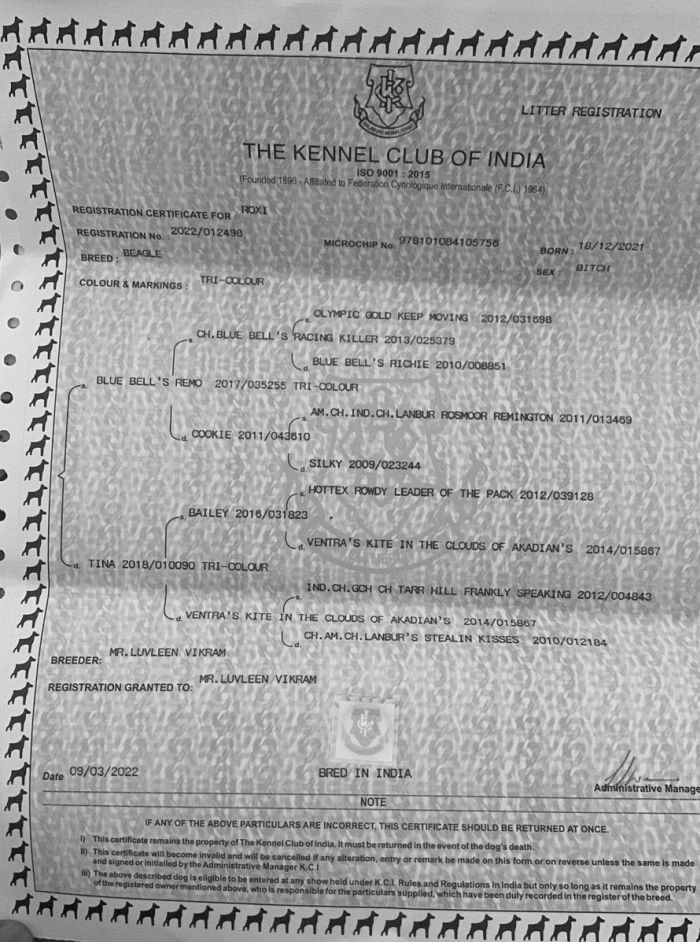 LITTER REGISTRATION
THE KENNEL CLUB OF INDIA
ISO 9001 : 2015
(Founded 1896 - Affiliated to Federation Cynologique Internationale (F.C.I.) 1964)
REGISTRATION CERTIFICATE FOR : ROXI
REGISTRATION No. 2022/012498
MICROCHIP No. 978101084105756
BORN : 18/12/2021
BREED : BEAGLE
SEX : BITCH
COLOUR & MARKINGS : TRI-COLOUR
s. OLYMPIC GOLD KEEP MOVING 2012/031698
s. CH.BLUE BELL'S RACING KILLER 2013/025379
d. BLUE BELL'S RICHIE 2010/008851
s. BLUE BELL'S REMO 2017/035255 TRI-COLOUR
s. AM.CH.IND.CH.LANBUR ROSMOOR REMINGTON 2011/013469
d. COOKIE 2011/043610
d. SILKY 2009/023244
s. HOTTEX ROWDY LEADER OF THE PACK 2012/039128
s. BAILEY 2016/031823
d. VENTRA'S KITE IN THE CLOUDS OF AKADIAN'S 2014/015867
d. TINA 2018/010090 TRI-COLOUR
s. IND.CH.GCH CH TARR HILL FRANKLY SPEAKING 2012/004843
d. VENTRA'S KITE IN THE CLOUDS OF AKADIAN'S 2014/015867
d. CH.AM.CH.LANBUR'S STEALIN KISSES 2010/012184
BREEDER: MR.LUVLEEN VIKRAM
REGISTRATION GRANTED TO: MR.LUVLEEN VIKRAM
Date 09/03/2022
BRED IN INDIA
Administrative Manage
NOTE
IF ANY OF THE ABOVE PARTICULARS ARE INCORRECT, THIS CERTIFICATE SHOULD BE RETURNED AT ONCE.
i) This certificate remains the property of The Kennel Club of India. It must be returned in the event of the dog's death.
ii) This certificate will become invalid and will be cancelled if any alteration, entry or remark be made on this form or on reverse unless the same is made
and signed or initialled by the Administrative Manager K.C.I
iii) The above described dog is eligible to be entered at any show held under K.C.I. Rules and Regulations in India but only so long as it remains the property
of the registered owner mentioned above, who is responsible for the particulars supplied, which have been duly recorded in the register of the breed.